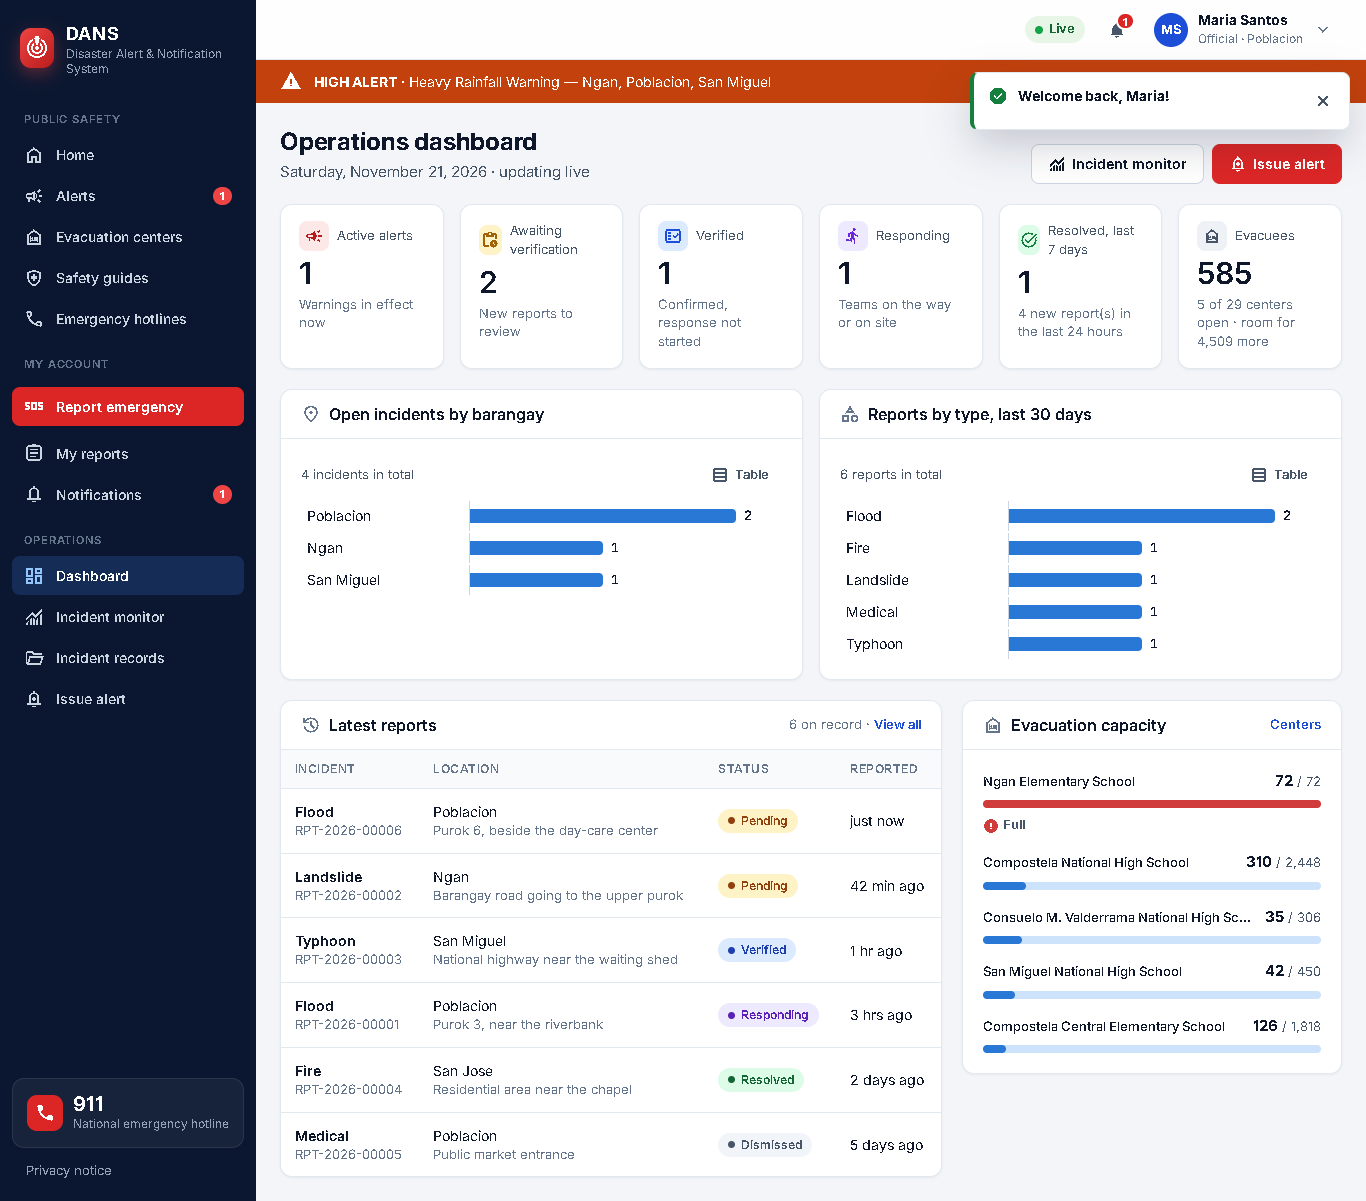 DANS
Disaster Alert & Notification
System
PUBLIC SAFETY
Home
Alerts
1
Evacuation centers
Safety guides
Emergency hotlines
MY ACCOUNT
SOS Report emergency
My reports
Notifications
1
OPERATIONS
Dashboard
Incident monitor
Incident records
Issue alert
911
National emergency hotline
Privacy notice
Live
1
MS
Maria Santos
Official · Poblacion
HIGH ALERT · Heavy Rainfall Warning — Ngan, Poblacion, San Miguel
Welcome back, Maria!
Operations dashboard
Saturday, November 21, 2026 · updating live
Incident monitor
Issue alert
Active alerts
1
Warnings in effect
now
Awaiting
verification
2
New reports to
review
Verified
1
Confirmed,
response not
started
Responding
1
Teams on the way
or on site
Resolved, last
7 days
1
4 new report(s) in
the last 24 hours
Evacuees
585
5 of 29 centers
open · room for
4,509 more
Open incidents by barangay
4 incidents in total
Table
Poblacion 2
Ngan 1
San Miguel 1
Reports by type, last 30 days
6 reports in total
Table
Flood 2
Fire 1
Landslide 1
Medical 1
Typhoon 1
Latest reports
6 on record · View all
INCIDENT LOCATION STATUS REPORTED
Flood Poblacion Pending just now
RPT-2026-00006 Purok 6, beside the day-care center
Landslide Ngan Pending 42 min ago
RPT-2026-00002 Barangay road going to the upper purok
Typhoon San Miguel Verified 1 hr ago
RPT-2026-00003 National highway near the waiting shed
Flood Poblacion Responding 3 hrs ago
RPT-2026-00001 Purok 3, near the riverbank
Fire San Jose Resolved 2 days ago
RPT-2026-00004 Residential area near the chapel
Medical Poblacion Dismissed 5 days ago
RPT-2026-00005 Public market entrance
Evacuation capacity
Centers
Ngan Elementary School 72 / 72
Full
Compostela National High School 310 / 2,448
Consuelo M. Valderrama National High Sc... 35 / 306
San Miguel National High School 42 / 450
Compostela Central Elementary School 126 / 1,818